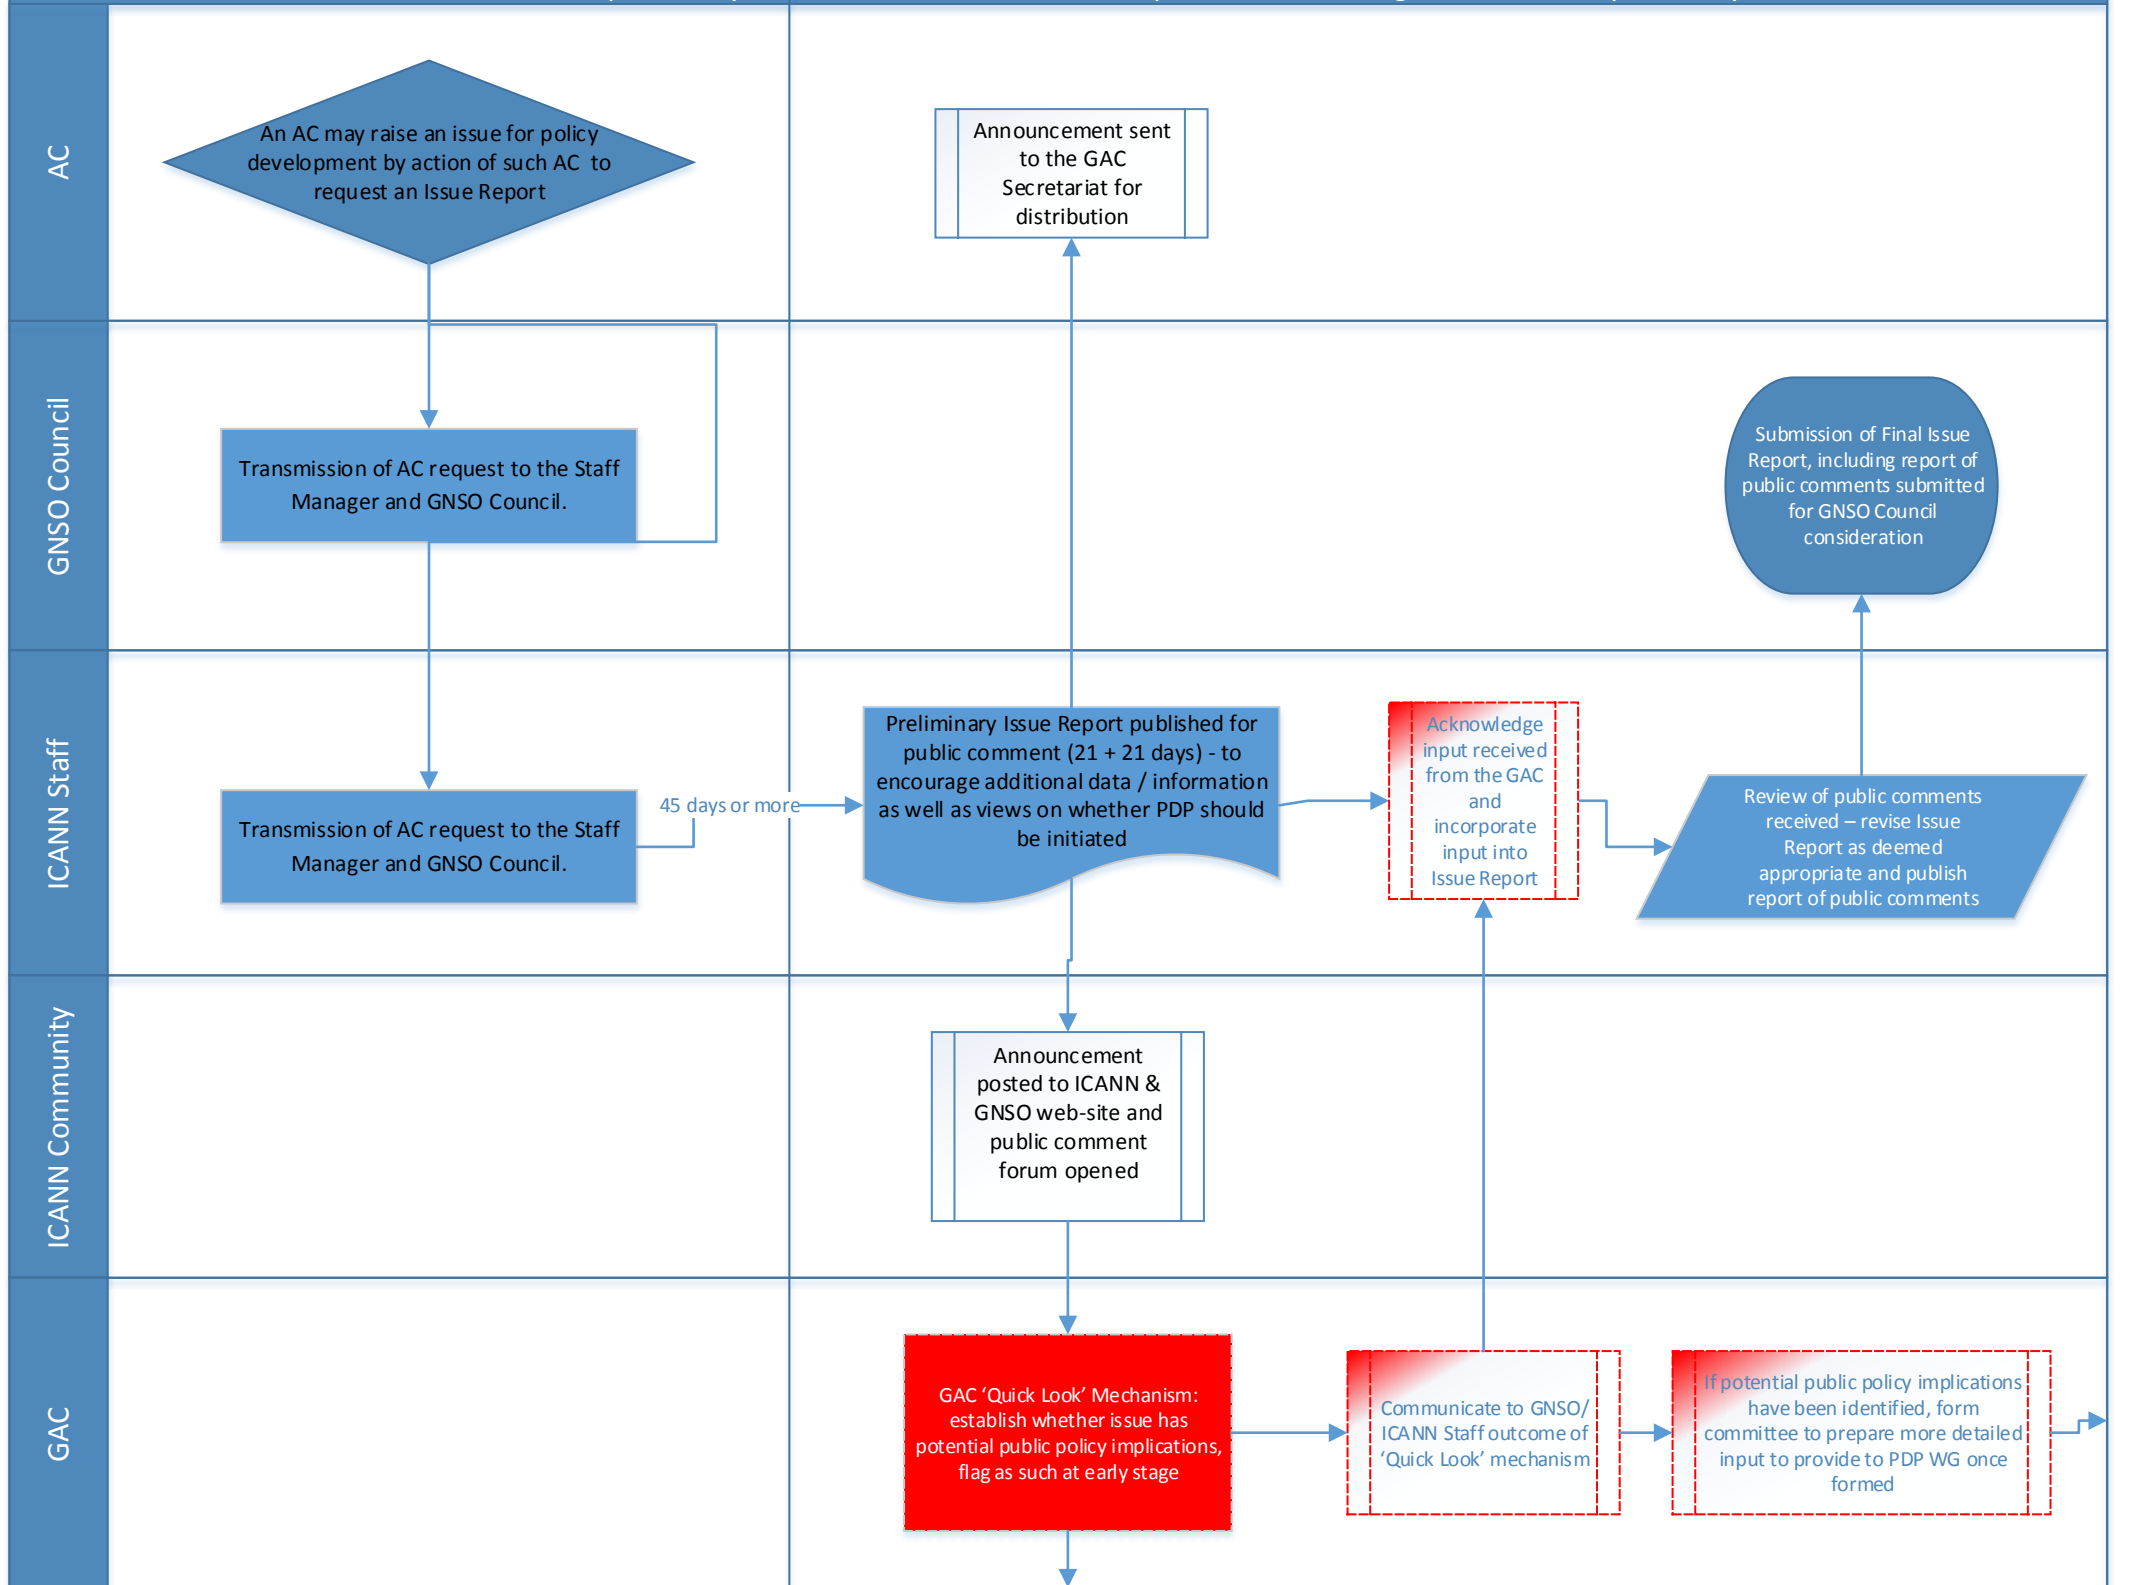 AC
An AC may raise an issue for policy
development by action of such AC to
request an Issue Report
Announcement sent
to the GAC
Secretariat for
distribution
GNSO Council
Transmission of AC request to the Staff
Manager and GNSO Council.
Submission of Final Issue
Report, including report of
public comments submitted
for GNSO Council
consideration
ICANN Staff
Transmission of AC request to the Staff
Manager and GNSO Council.
45 days or more
Preliminary Issue Report published for
public comment (21 + 21 days) - to
encourage additional data / information
as well as views on whether PDP should
be initiated
Acknowledge
input received
from the GAC
and
incorporate
input into
Issue Report
Review of public comments
received – revise Issue
Report as deemed
appropriate and publish
report of public comments
ICANN Community
Announcement
posted to ICANN &
GNSO web-site and
public comment
forum opened
GAC
GAC ‘Quick Look’ Mechanism:
establish whether issue has
potential public policy implications,
flag as such at early stage
Communicate to GNSO/
ICANN Staff outcome of
‘Quick Look’ mechanism
If potential public policy implications
have been identified, form
committee to prepare more detailed
input to provide to PDP WG once
formed